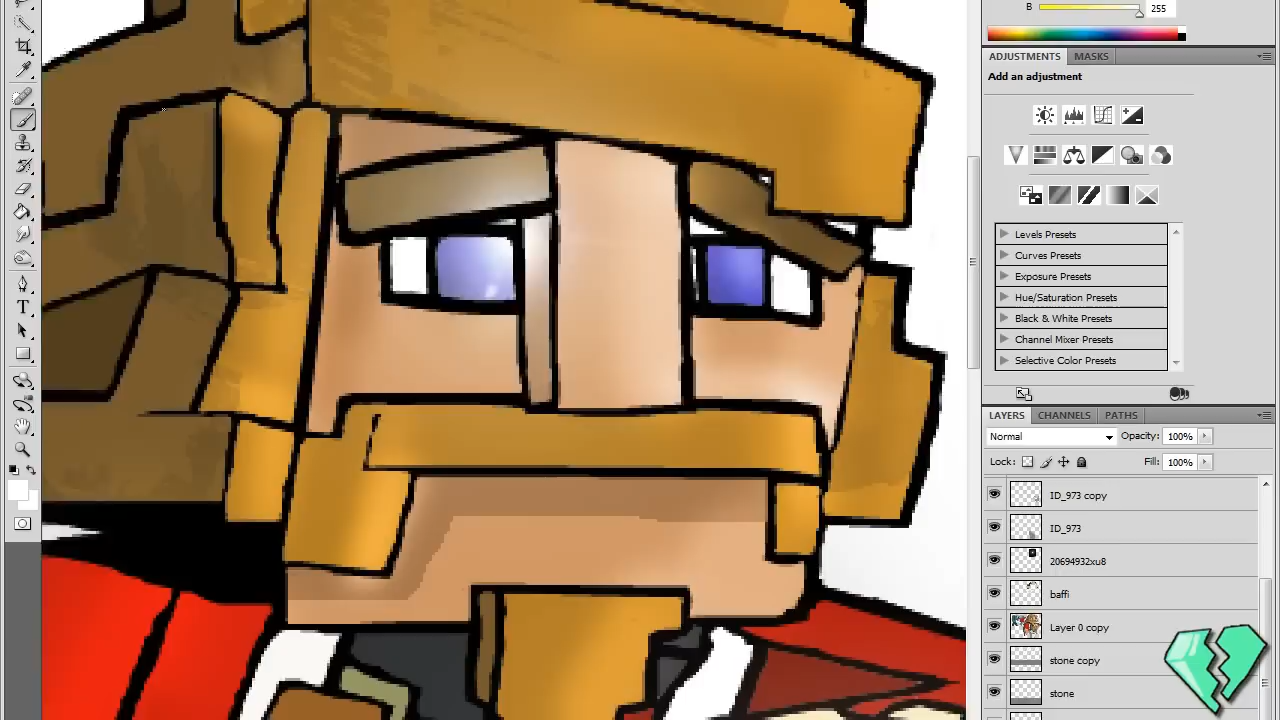 B 255
ADJUSTMENTS MASKS
Add an adjustment
Levels Presets
Curves Presets
Exposure Presets
Hue/Saturation Presets
Black & White Presets
Channel Mixer Presets
Selective Color Presets
LAYERS CHANNELS PATHS
Normal Opacity: 100%
Lock: Fill: 100%
ID_973 copy
ID_973
20694932xu8
baffi
Layer 0 copy
stone copy